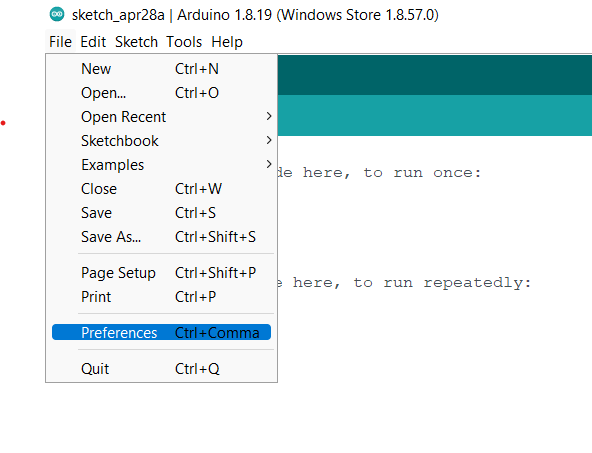 sketch_apr28a | Arduino 1.8.19 (Windows Store 1.8.57.0)
File Edit Sketch Tools Help
New Ctrl+N
Open... Ctrl+O
Open Recent
Sketchbook
Examples
de here, to run once:
Close Ctrl+W
Save Ctrl+S
Save As... Ctrl+Shift+S
Page Setup Ctrl+Shift+P
e here, to run repeatedly:
Print Ctrl+P
Preferences Ctrl+Comma
Quit Ctrl+Q